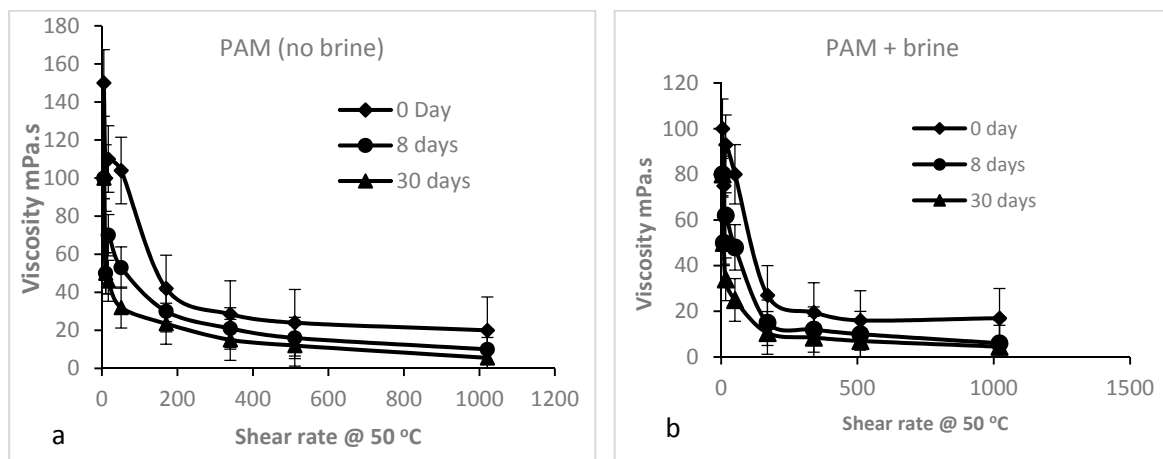 PAM (no brine)
Viscosity mPa.s
180
160
140
120
100
80
60
40
20
0
0 Day
8 days
30 days
0 200 400 600 800 1000 1200
a
Shear rate @ 50 °C
PAM + brine
Viscosity mPa.s
120
100
80
60
40
20
0
0 day
8 days
30 days
0 500 1000 1500
b
Shear rate @ 50 °C